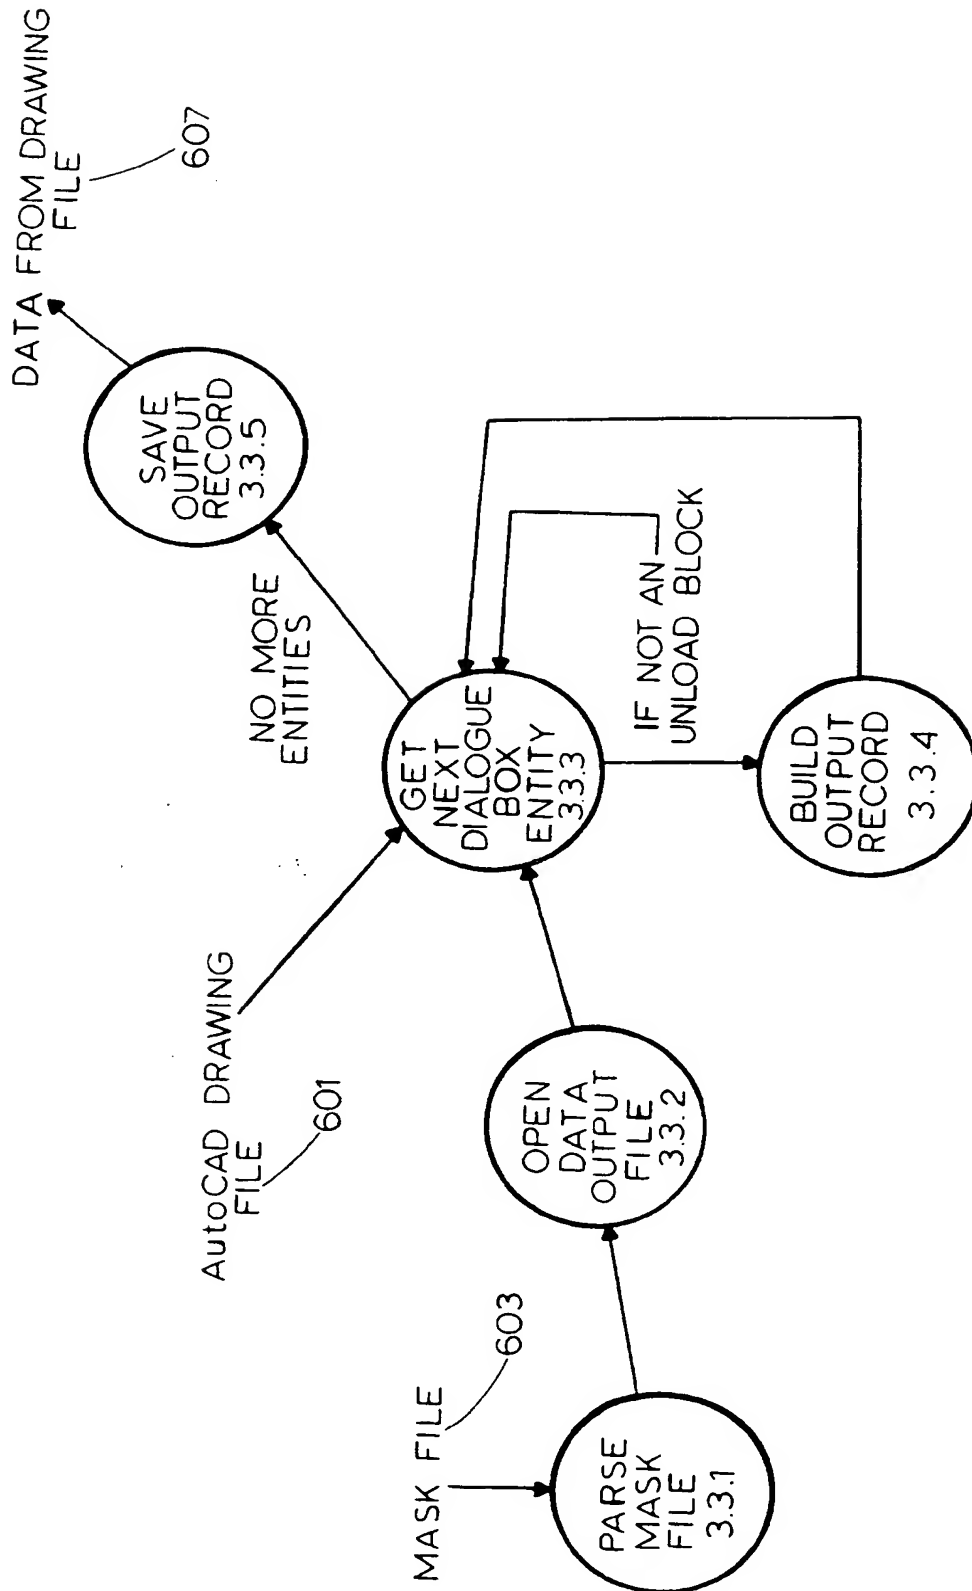 MASK FILE
603
PARSE
MASK
FILE
3.3.1
OPEN
DATA
OUTPUT
FILE
3.3.2
AutoCAD DRAWING
FILE
601
GET
NEXT
DIALOGUE
BOX
ENTITY
3.3.3
IF NOT AN
UNLOAD BLOCK
BUILD
OUTPUT
RECORD
3.3.4
NO MORE
ENTITIES
SAVE
OUTPUT
RECORD
3.3.5
DATA FROM DRAWING
FILE
607